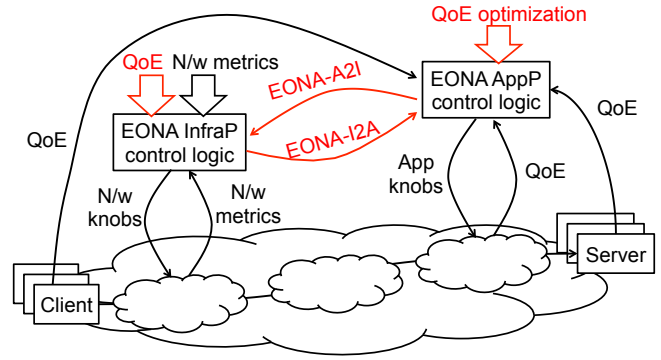 QoE optimization
QoE
N/w metrics
EONA-A2I
EONA AppP
control logic
EONA InfraP
control logic
EONA-I2A
QoE
QoE
App
knobs
QoE
N/w
knobs
N/w
metrics
Server
Client